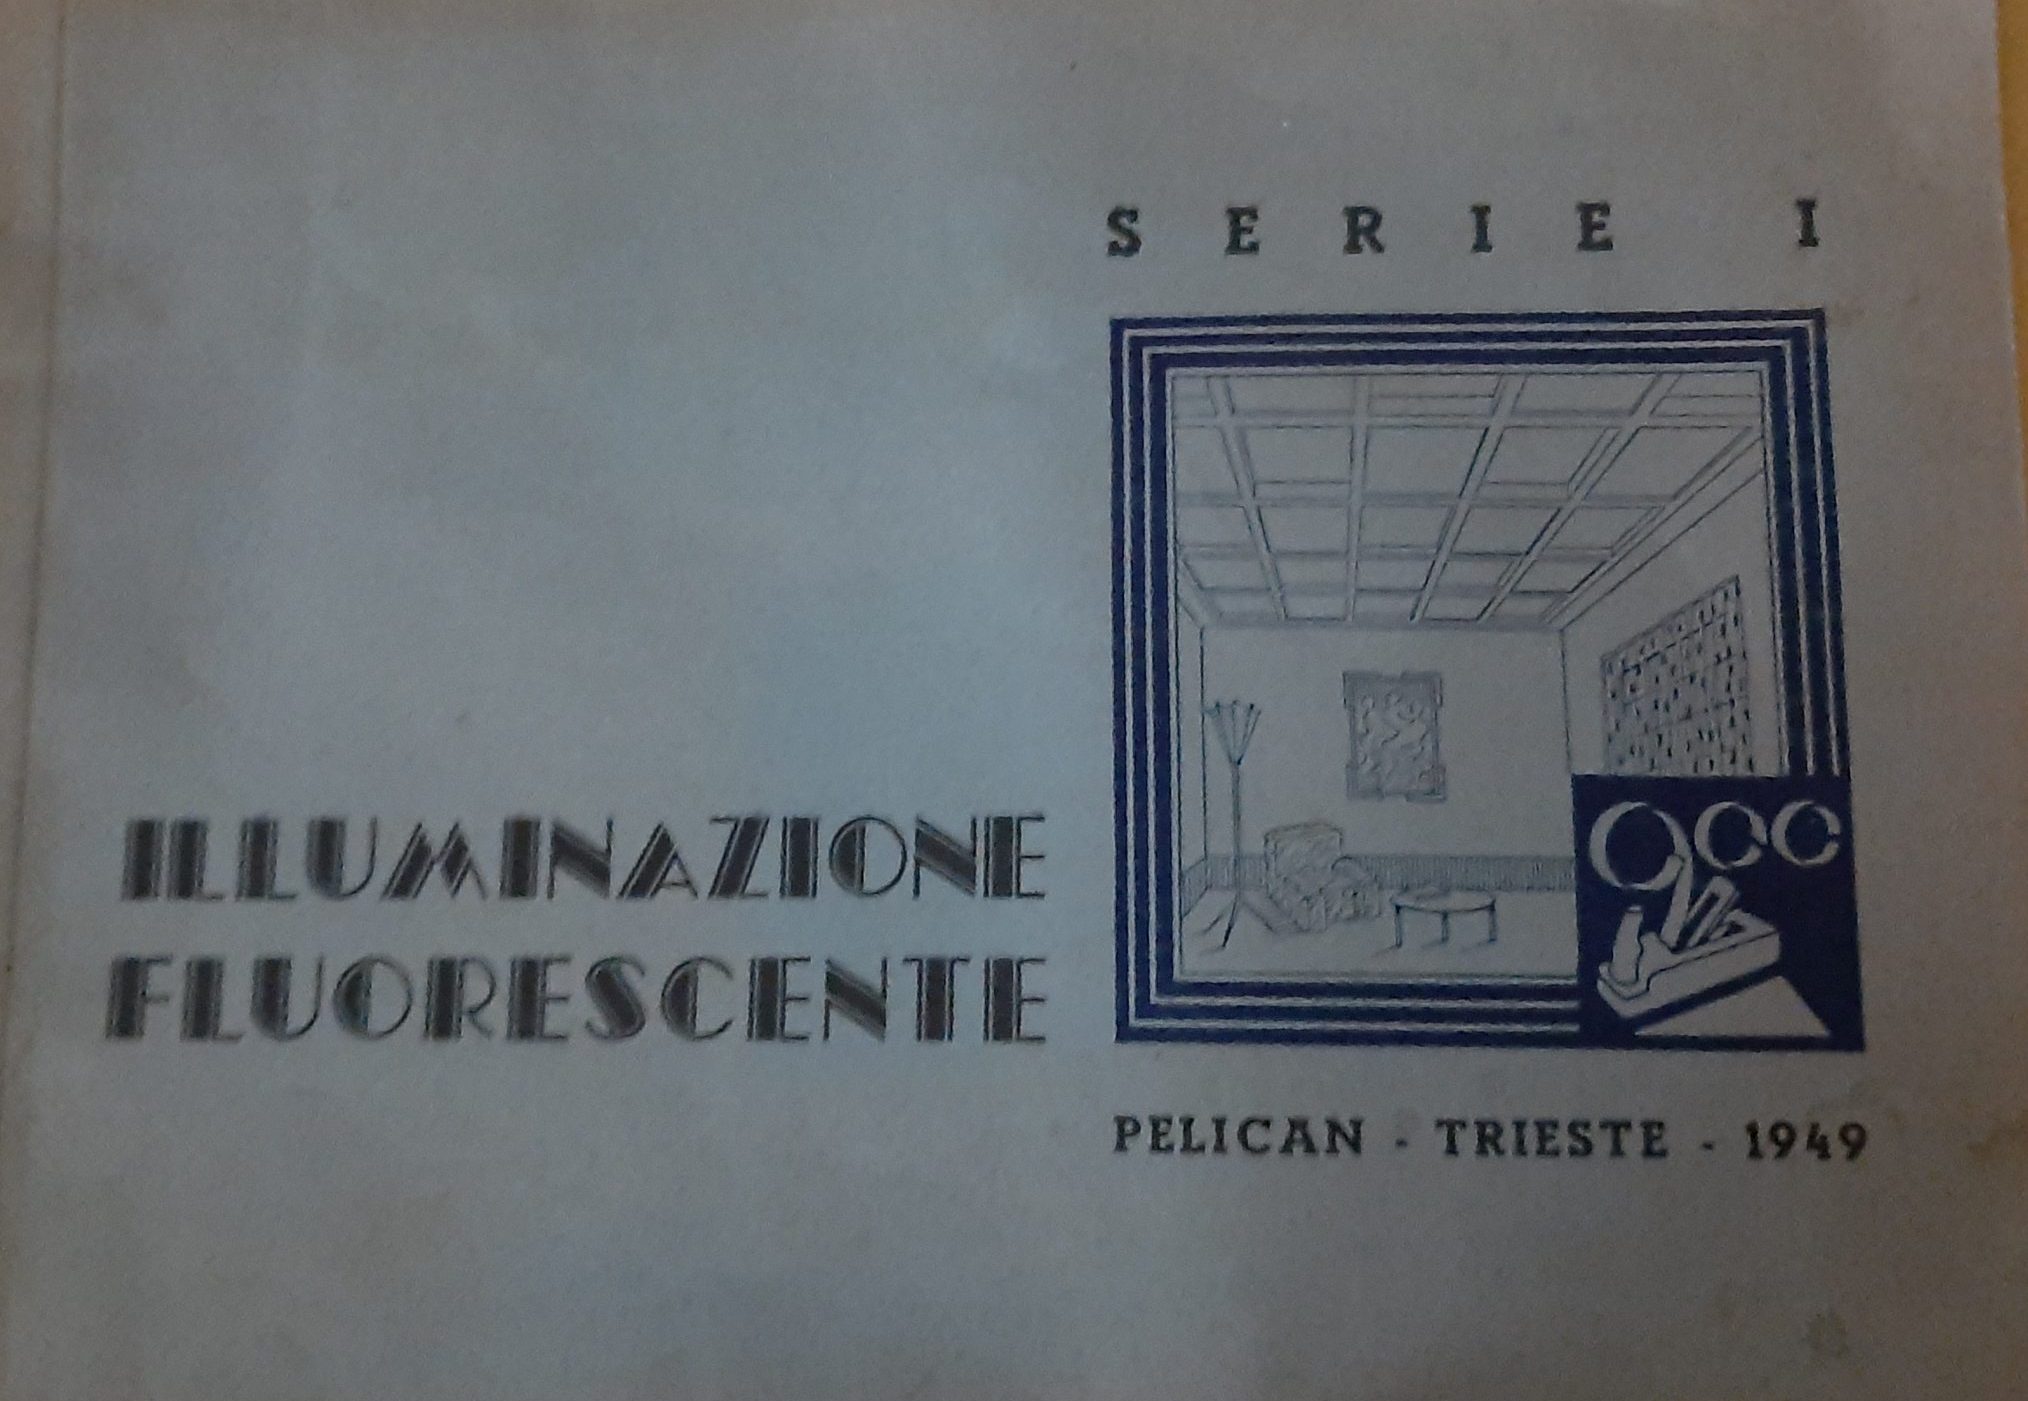 SERIE I
ILLUMINAZIONE
FLUORESCENTE
PELICAN - TRIESTE - 1949